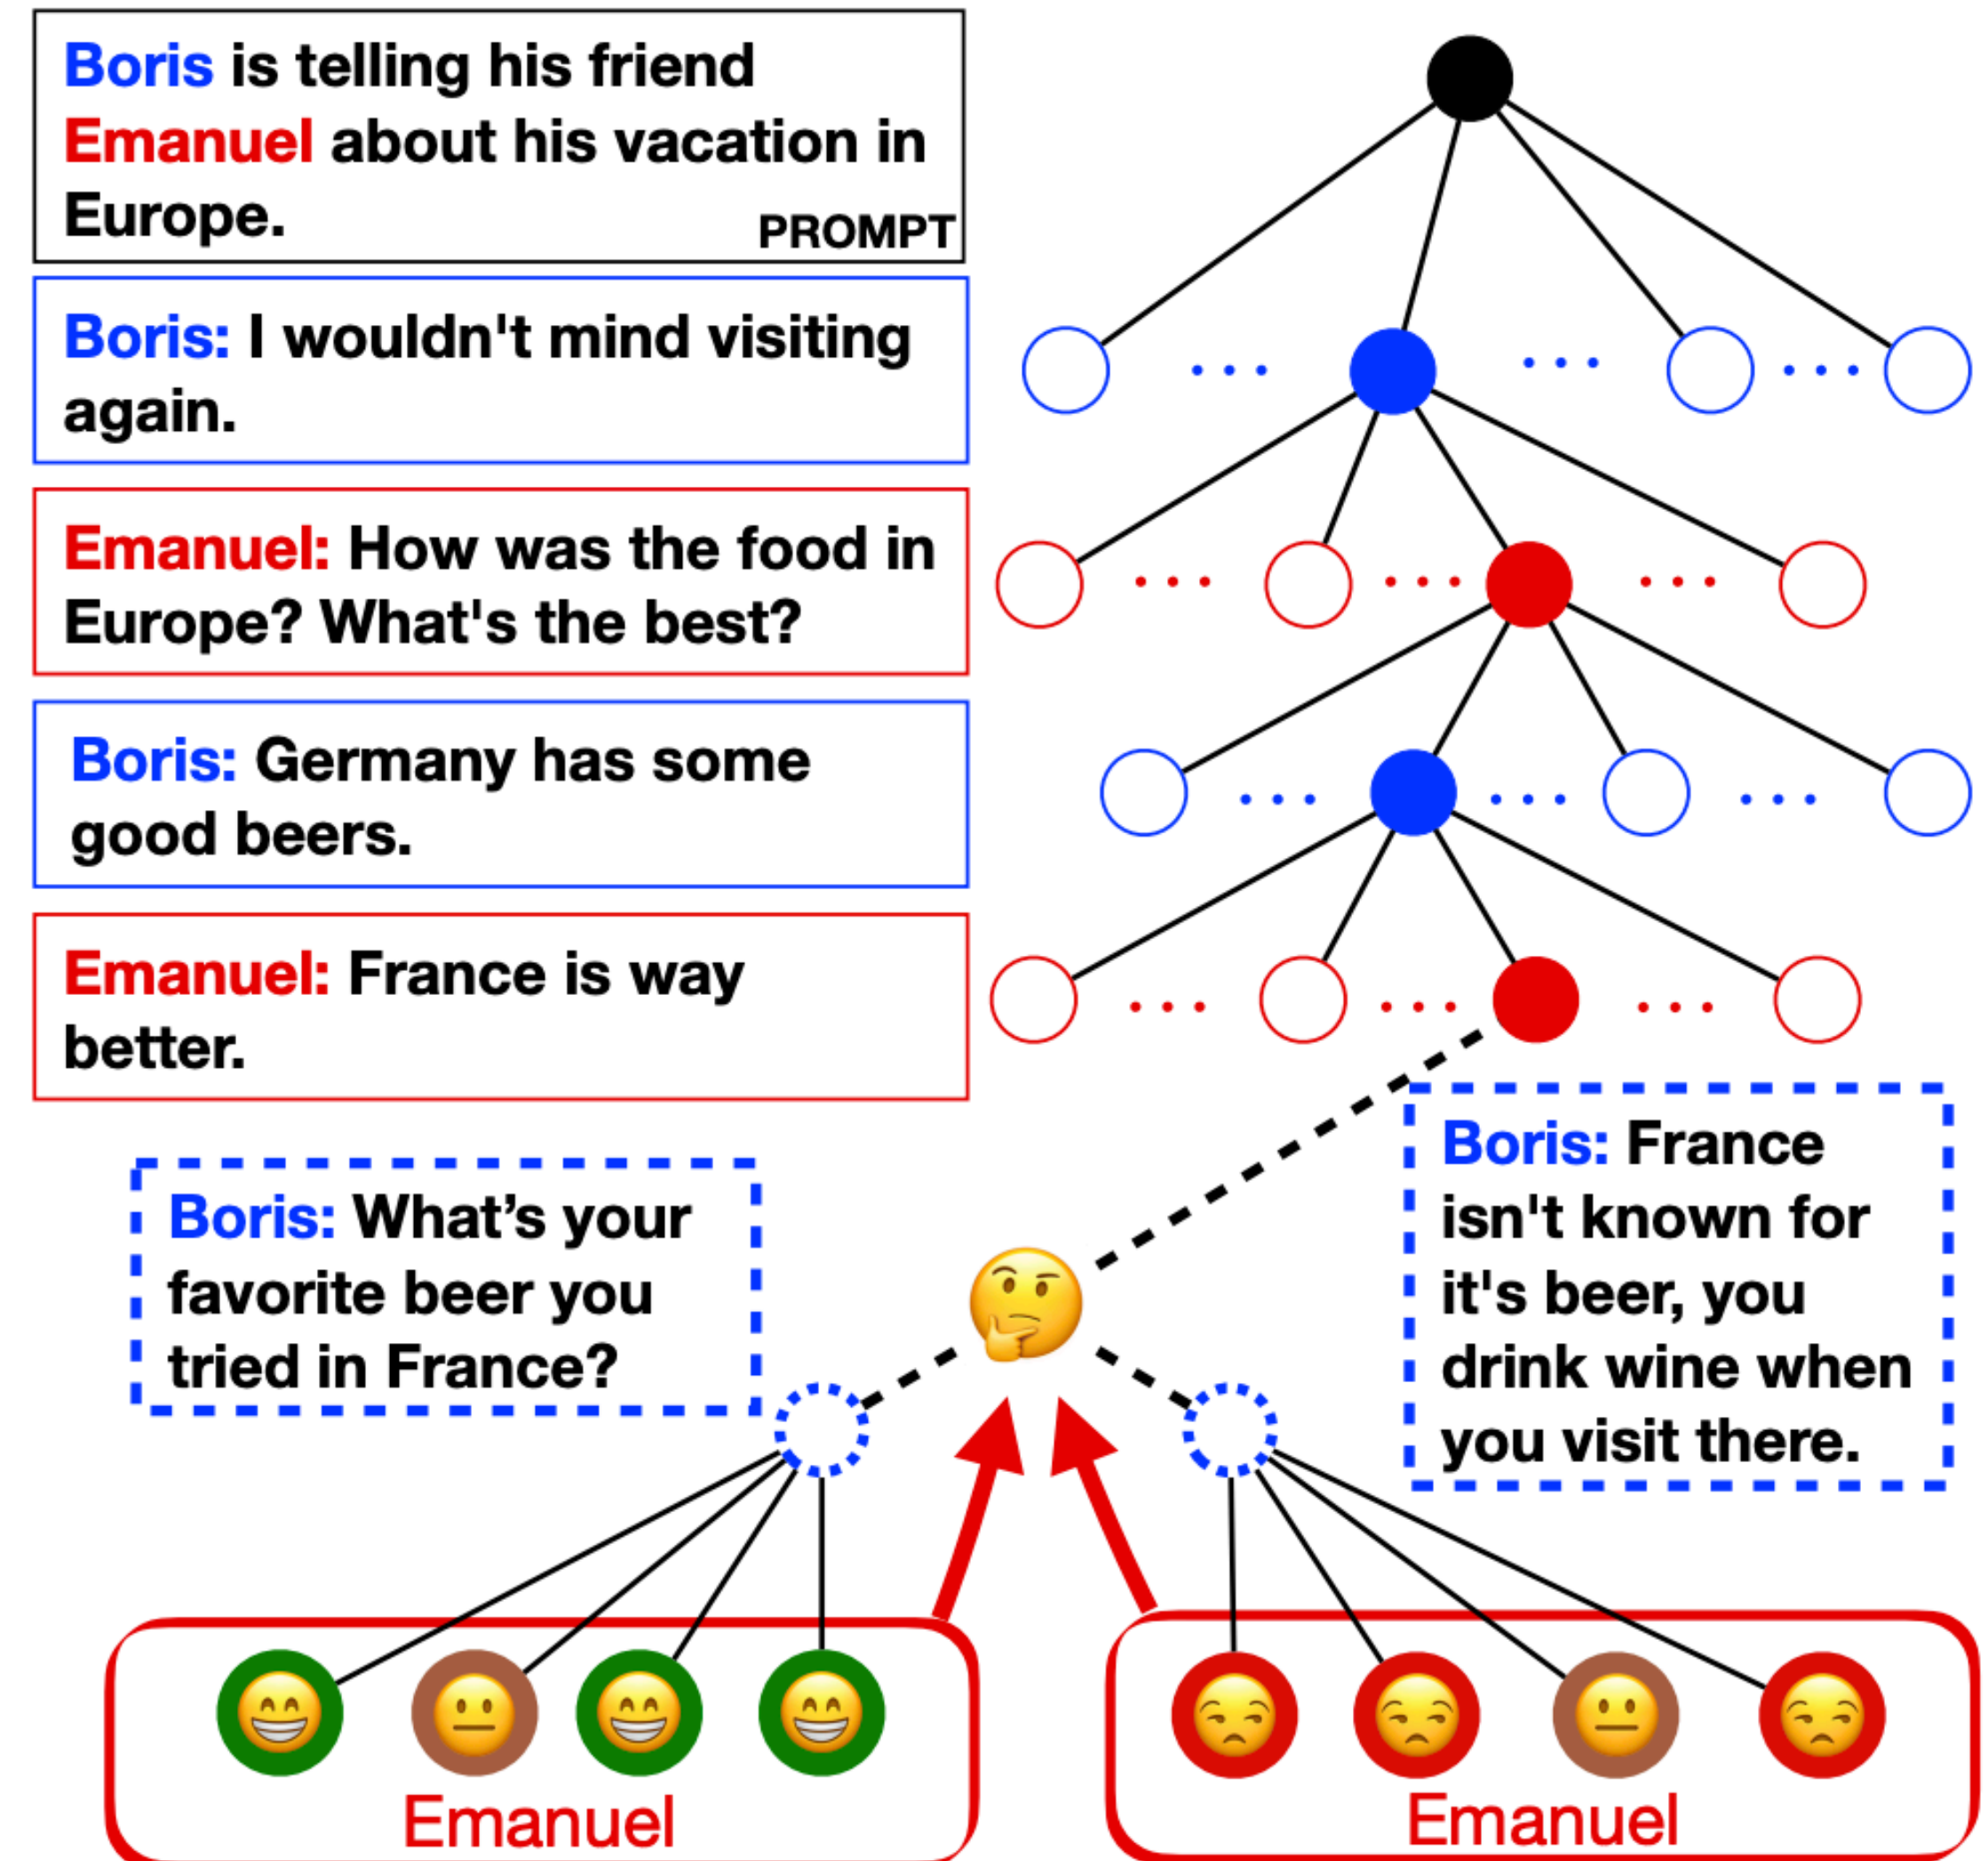 Boris is telling his friend
Emanuel about his vacation in
Europe.
PROMPT
Boris: I wouldn't mind visiting
again.
Emanuel: How was the food in
Europe? What's the best?
Boris: Germany has some
good beers.
Emanuel: France is way
better.
Boris: What’s your
favorite beer you
tried in France?
Boris: France
isn't known for
it's beer, you
drink wine when
you visit there.
Emanuel
Emanuel